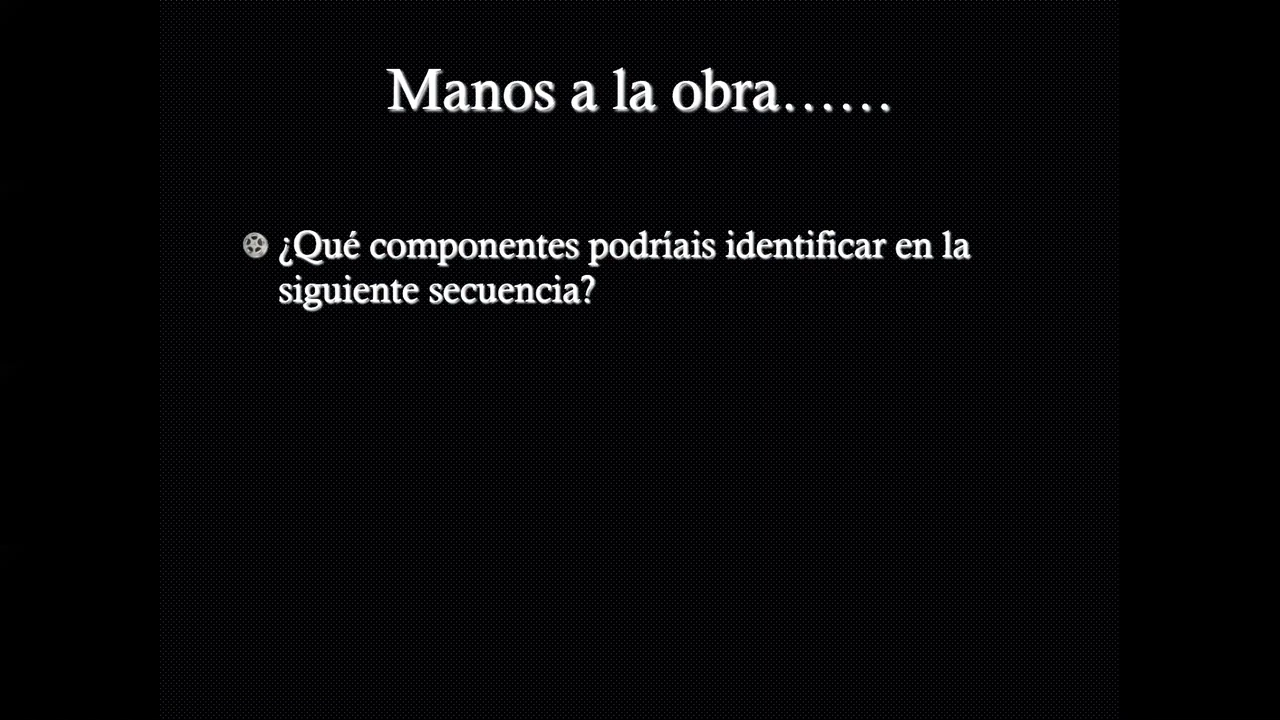 Manos a la obra......
¿Qué componentes podríais identificar en la
siguiente secuencia?